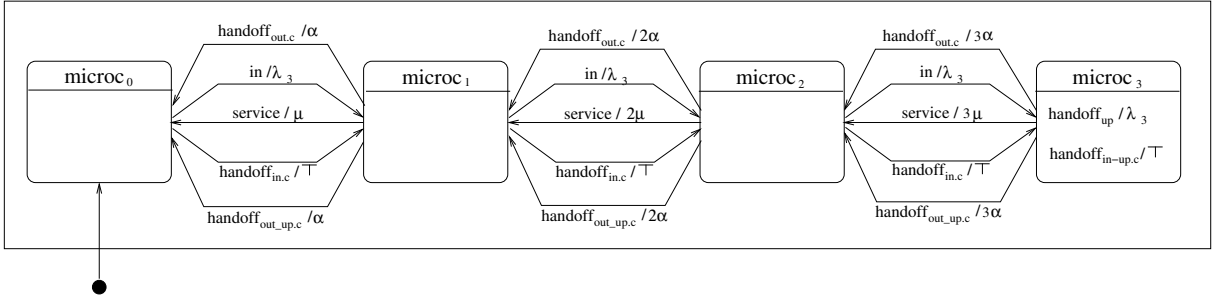 handoff_out.c /α
handoff_out.c / 2α
handoff_out.c / 3α
microc_0
in /λ_3
microc_1
in /λ_3
microc_2
in /λ_3
microc_3
service / μ
service / 2μ
service / 3μ
handoff_up / λ_3
handoff_in.c / ⊤
handoff_in.c / ⊤
handoff_in.c / ⊤
handoff_in−up.c / ⊤
handoff_out_up.c /α
handoff_out_up.c /2α
handoff_out_up.c /3α